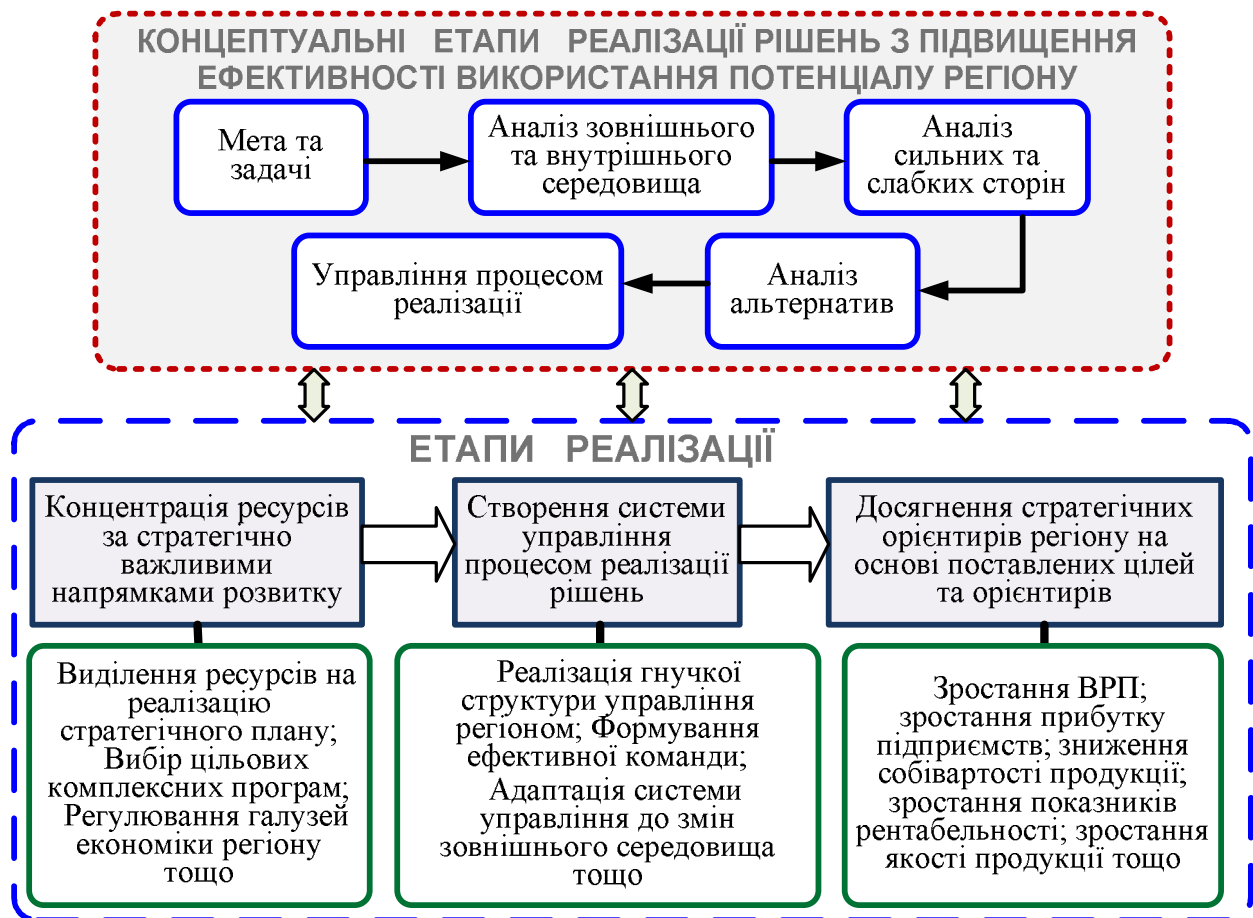 КОНЦЕПТУАЛЬНІ ЕТАПИ РЕАЛІЗАЦІЇ РІШЕНЬ З ПІДВИЩЕННЯ
ЕФЕКТИВНОСТІ ВИКОРИСТАННЯ ПОТЕНЦІАЛУ РЕГІОНУ
Мета та
задачі
Аналіз зовнішнього
та внутрішнього
середовища
Аналіз
сильних та
слабких сторін
Аналіз
альтернатив
Управління процесом
реалізації
ЕТАПИ РЕАЛІЗАЦІЇ
Концентрація ресурсів
за стратегічно
важливими
напрямками розвитку
Створення системи
управління
процесом реалізації
рішень
Досягнення стратегічних
орієнтирів регіону на
основі поставлених цілей
та орієнтирів
Виділення ресурсів на
реалізацію
стратегічного плану;
Вибір цільових
комплексних програм;
Регулювання галузей
економіки регіону
тощо
Реалізація гнучкої
структури управління
регіоном; Формування
ефективної команди;
Адаптація системи
управління до змін
зовнішнього середовища
тощо
Зростання ВРП;
зростання прибутку
підприємств; зниження
собівартості продукції;
зростання показників
рентабельності; зростання
якості продукції тощо